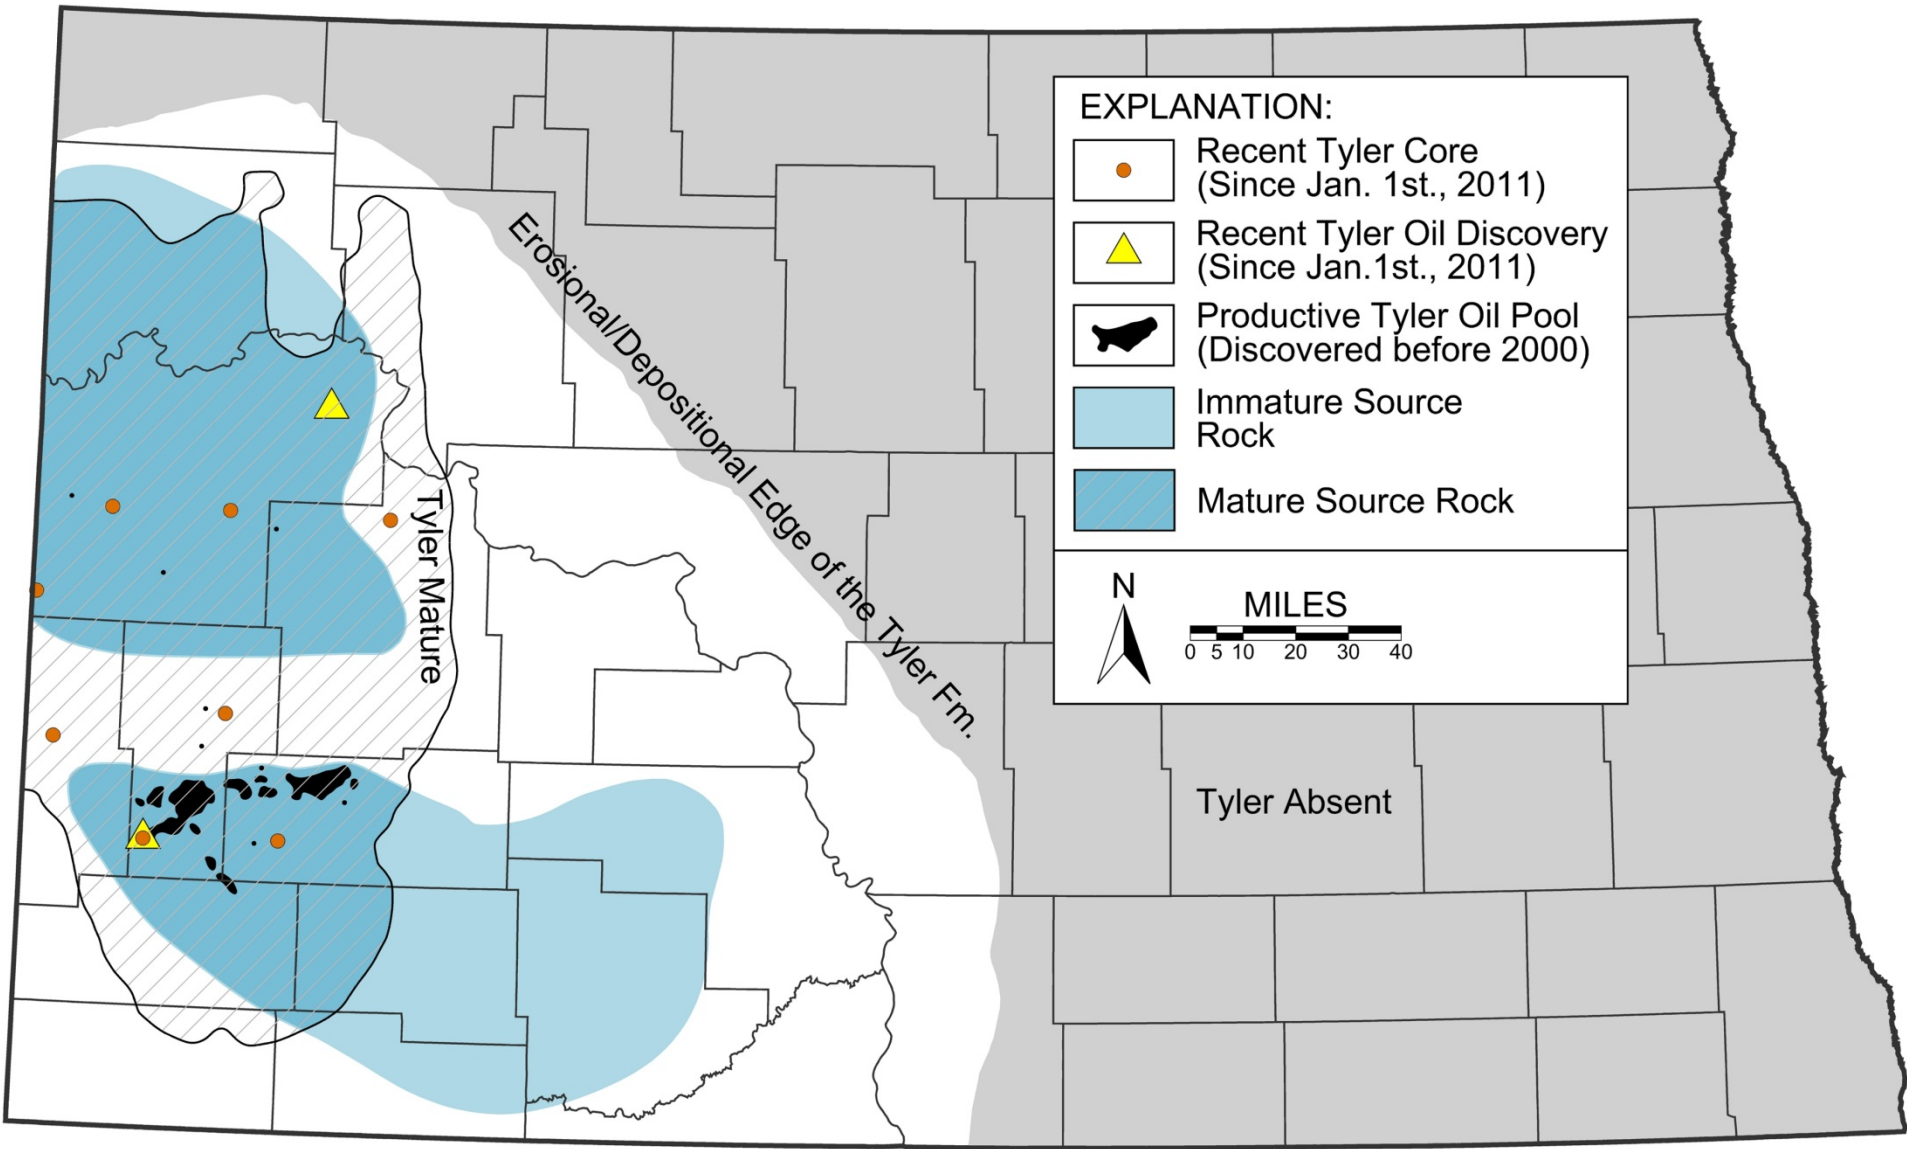 EXPLANATION:
Recent Tyler Core
(Since Jan. 1st., 2011)
Recent Tyler Oil Discovery
(Since Jan.1st., 2011)
Productive Tyler Oil Pool
(Discovered before 2000)
Immature Source
Rock
Mature Source Rock
N
MILES
0 5 10 20 30 40
Erosional/Depositional Edge of the Tyler Fm.
Tyler Mature
Tyler Absent